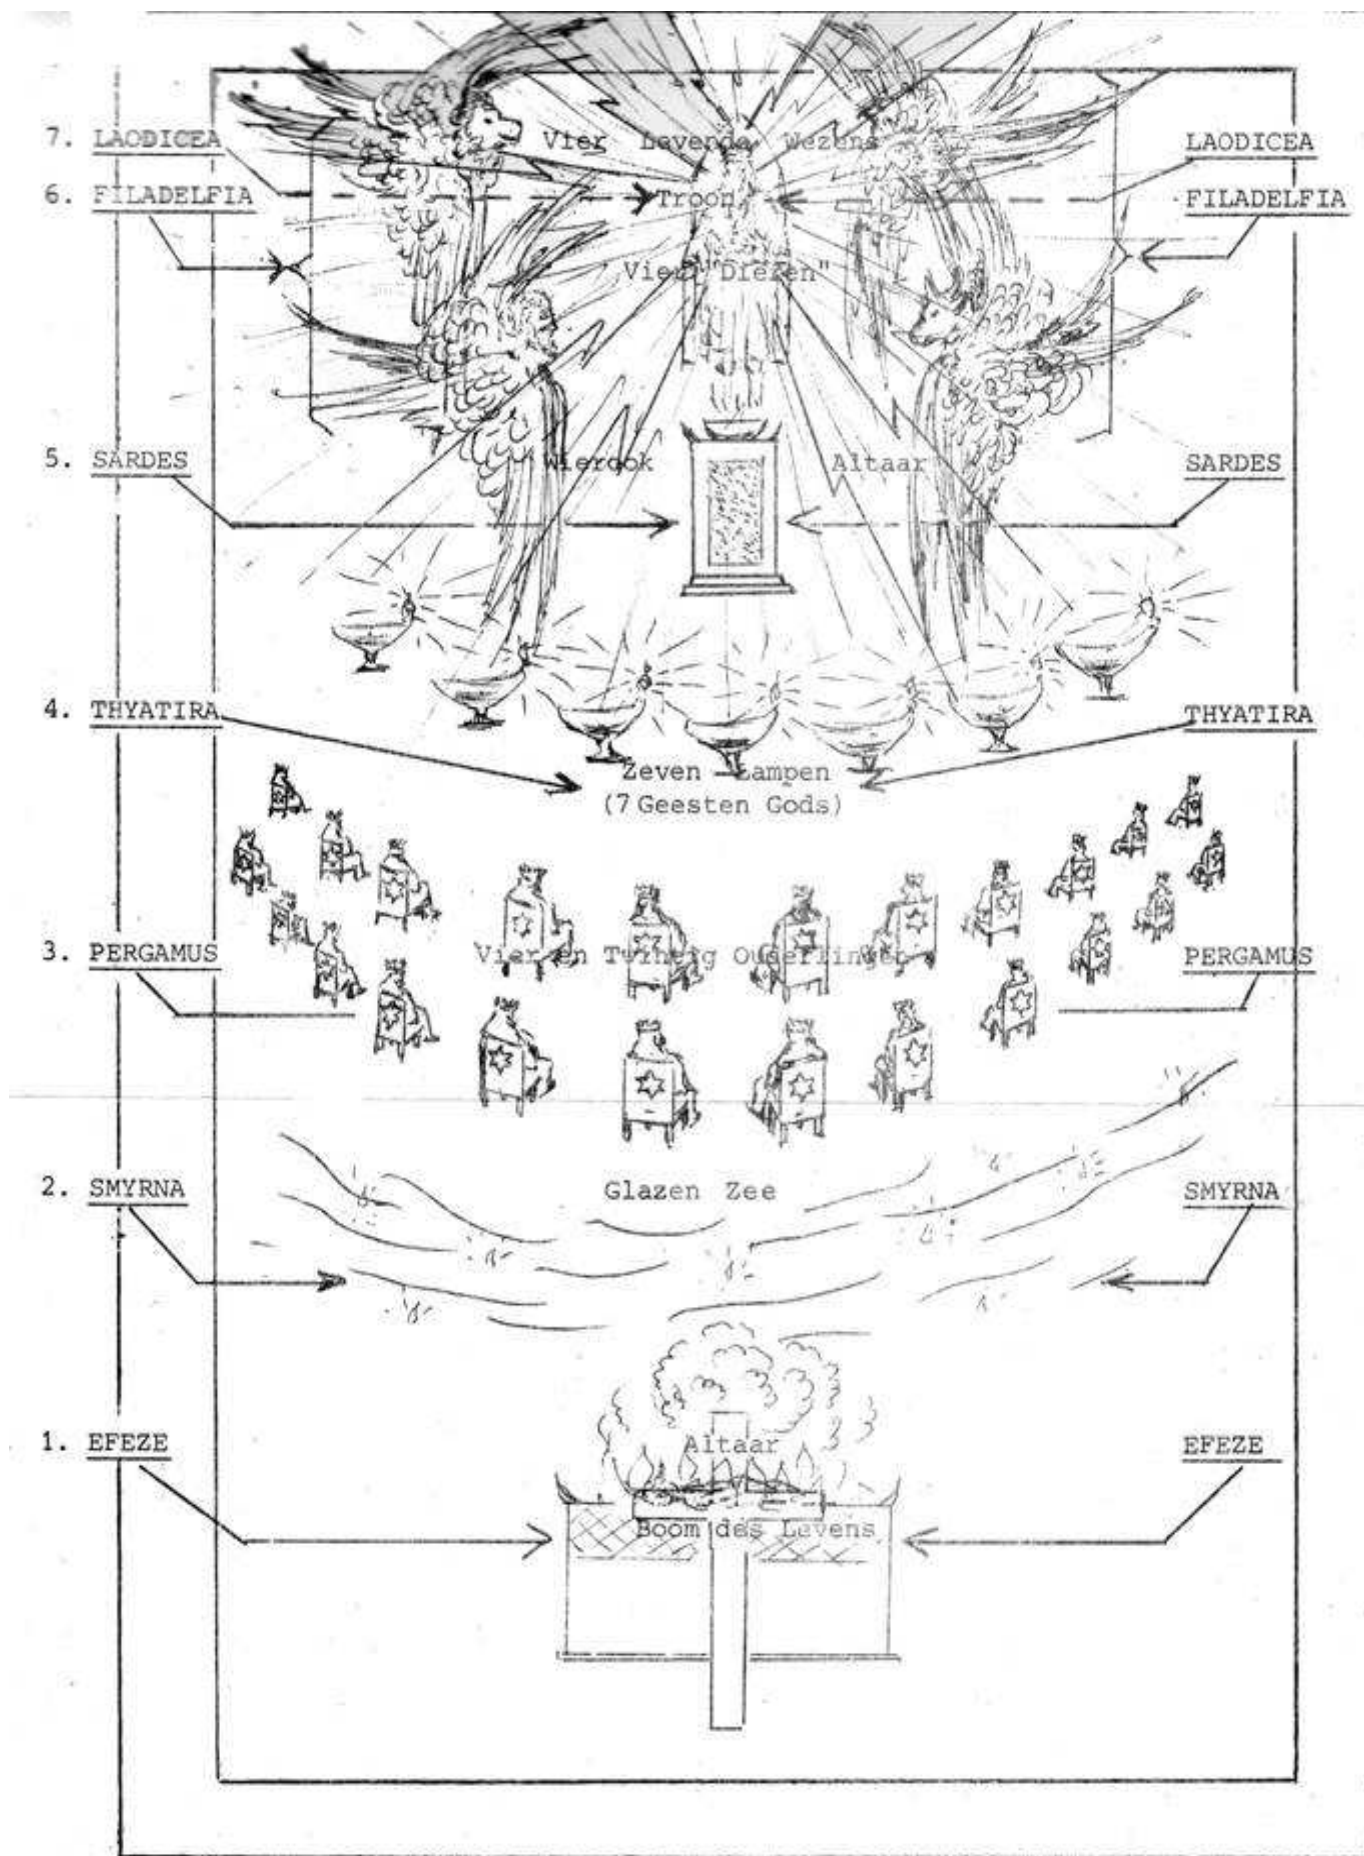 7. LAODICEA Vier Levende Wezens LAODICEA
6. FILADELFIA Troon FILADELFIA
Vier "Dieren"
5. SARDES Wierook Altaar SARDES
4. THYATIRA THYATIRA
Zeven Lampen
(7 Geesten Gods)
3. PERGAMUS Vier en Twintig Ouderlingen PERGAMUS
2. SMYRNA Glazen Zee SMYRNA
1. EFEZE Altaar EFEZE
Boom des Levens